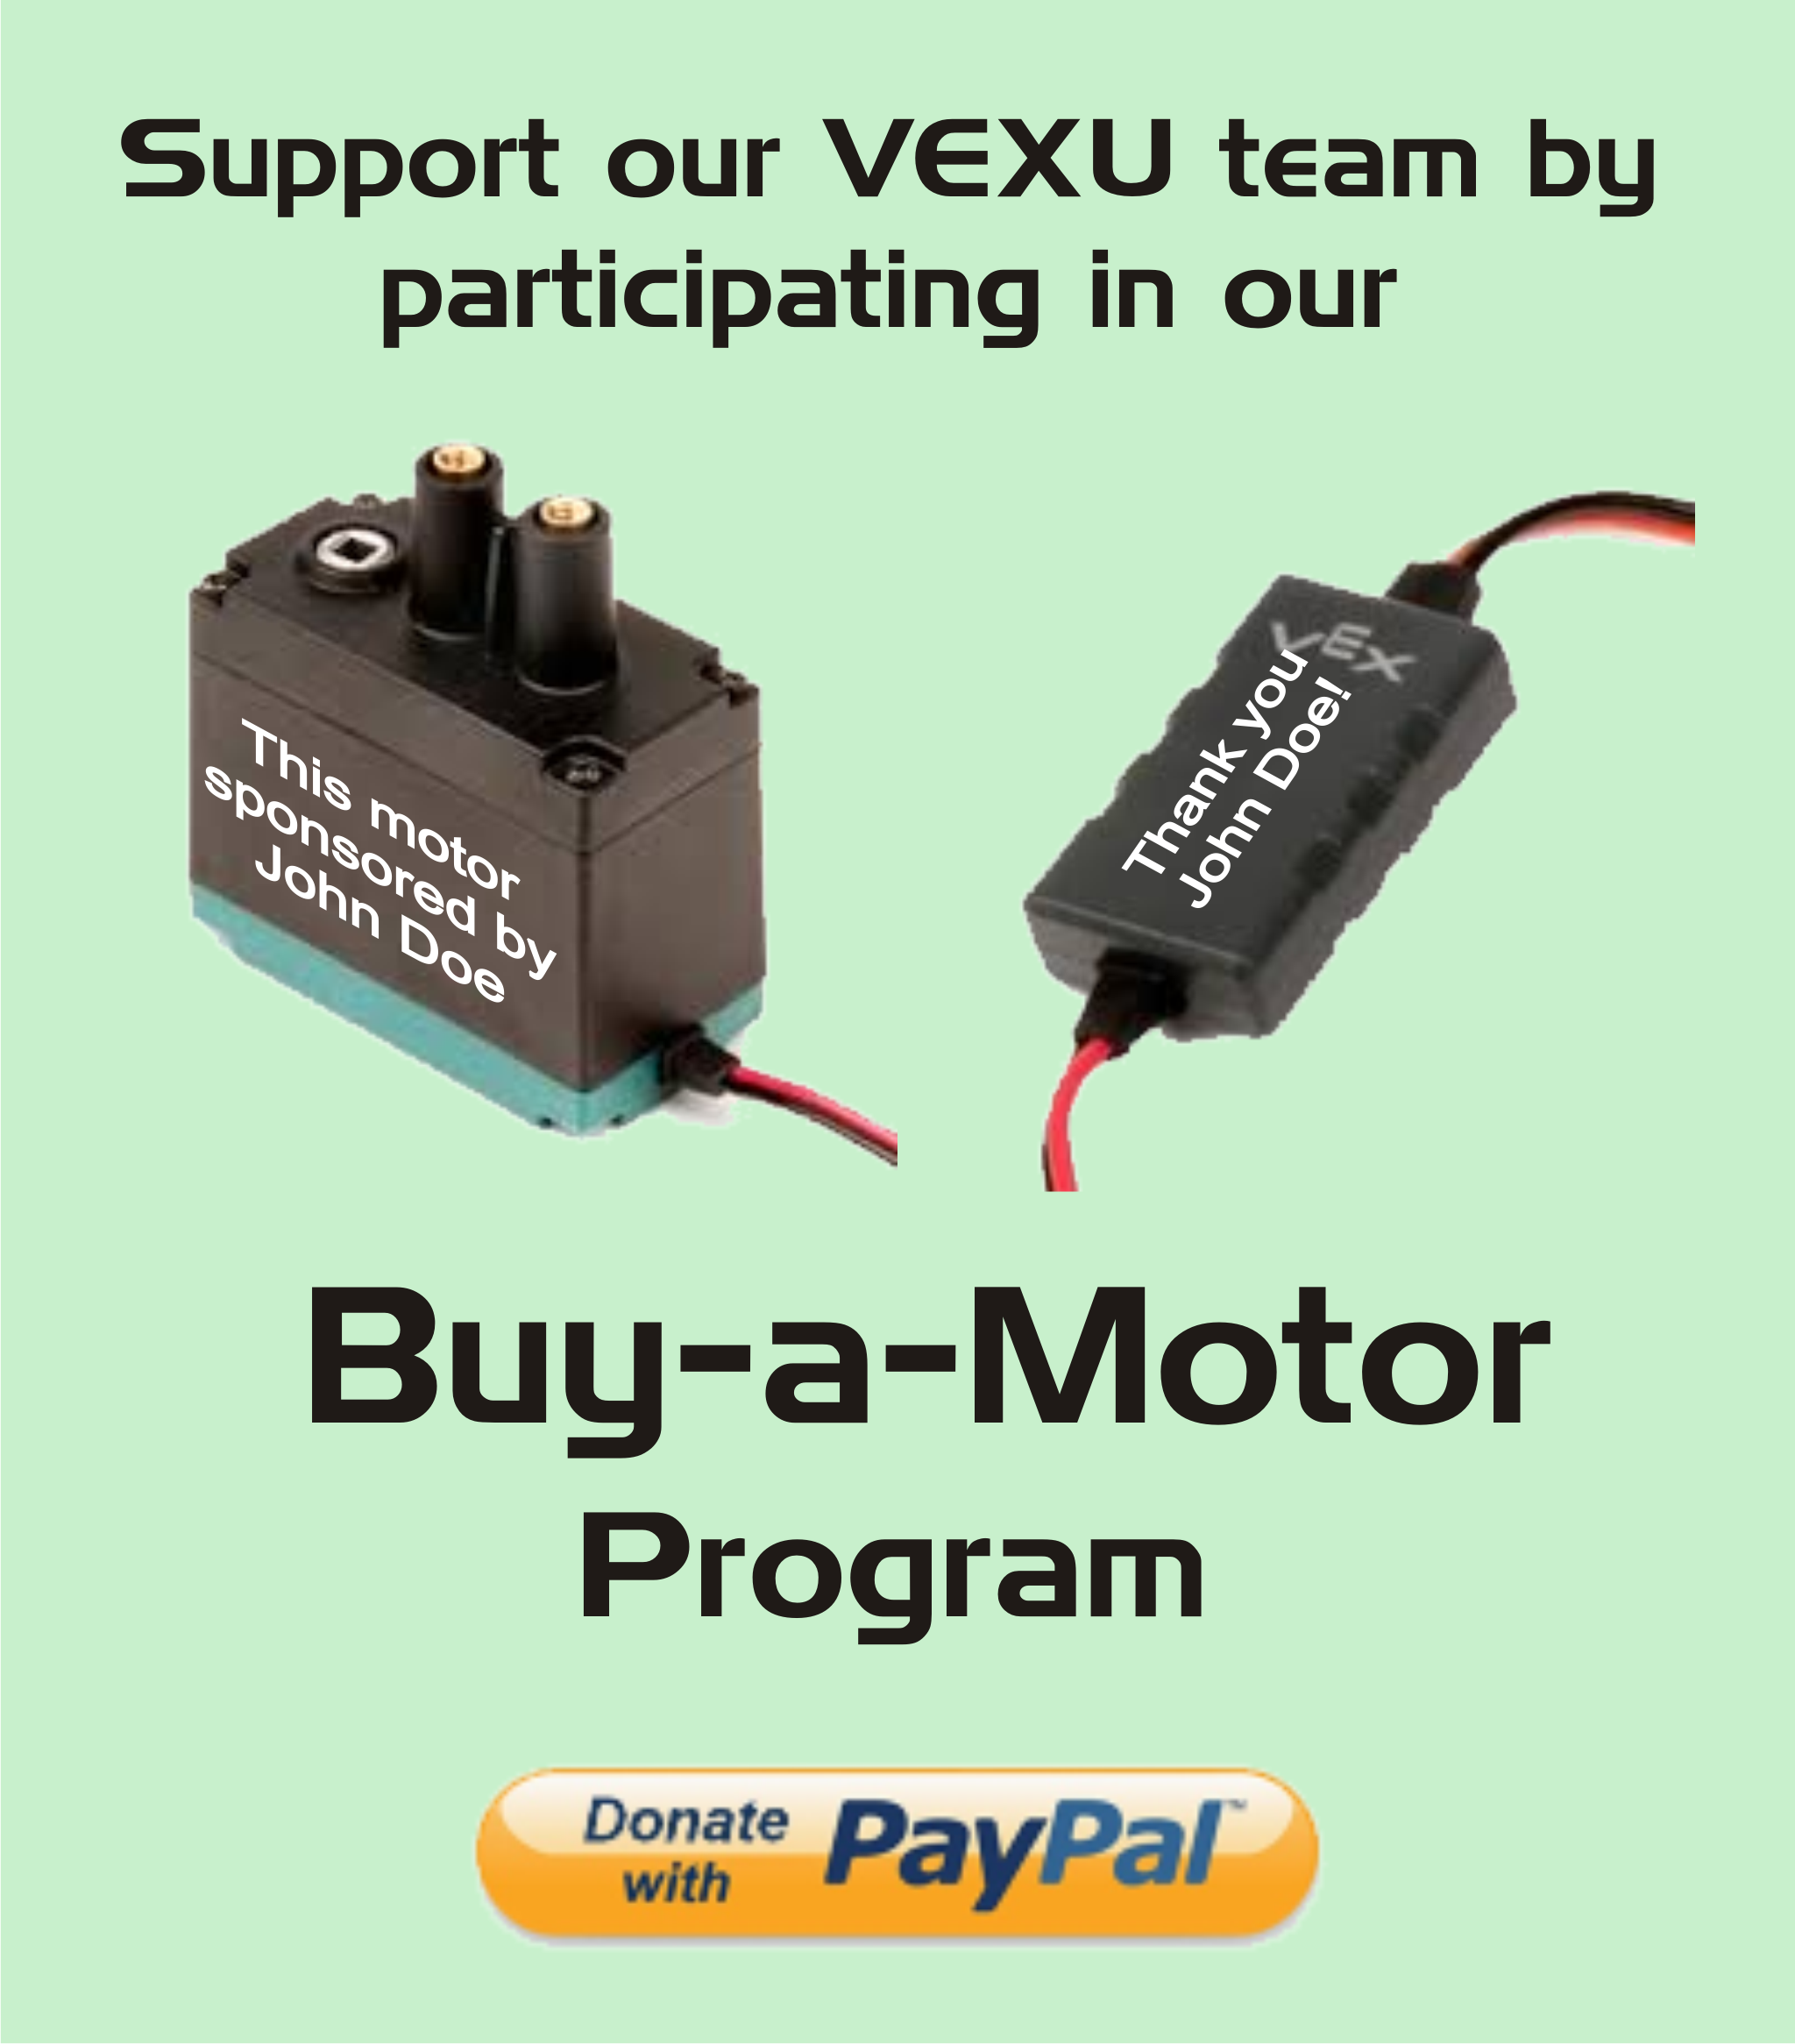 Support our VEXU team by
participating in our
This motor
sponsored by
John Doe
VEX
Thank you
John Doe!
Buy-a-Motor
Program
Donate
with
PayPal™